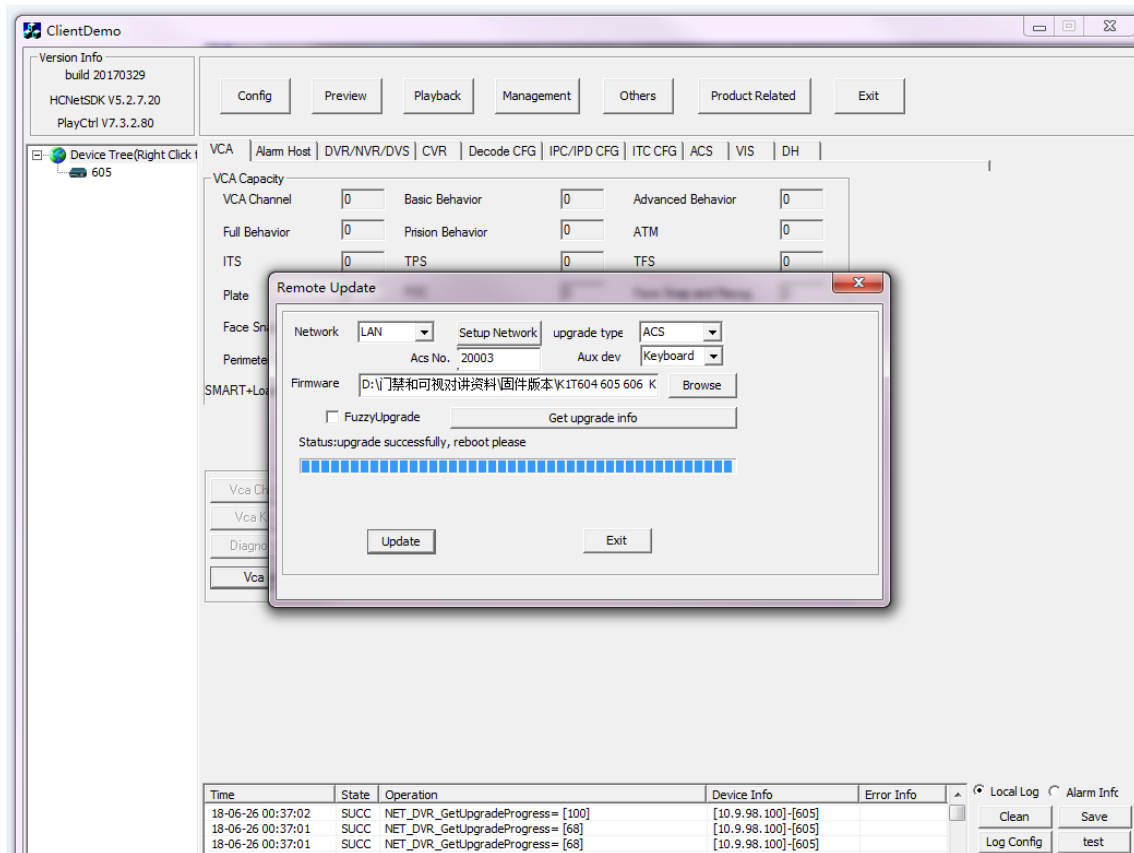 ClientDemo
Version Info
build 20170329
HCNetSDK V5.2.7.20
PlayCtrl V7.3.2.80
Config Preview Playback Management Others Product Related Exit
Device Tree(Right Click t
605
VCA Alarm Host DVR/NVR/DVS CVR Decode CFG IPC/IPD CFG ITC CFG ACS VIS DH
VCA Capacity
VCA Channel 0 Basic Behavior 0 Advanced Behavior 0
Full Behavior 0 Prision Behavior 0 ATM 0
ITS 0 TPS 0 TFS 0
Plate
Face Sna
Perimete
SMART+Loa
Remote Update
Network LAN Setup Network upgrade type ACS
Acs No. 20003 Aux dev Keyboard
Firmware D:\门禁和可视对讲资料\固件版本\K1T604 605 606 K Browse
FuzzyUpgrade Get upgrade info
Status:upgrade successfully, reboot please
Update Exit
Vca Ch
Vca K
Diagno
Vca
Time State Operation Device Info Error Info
18-06-26 00:37:02 SUCC NET_DVR_GetUpgradeProgress= [100] [10.9.98.100]-[605]
18-06-26 00:37:01 SUCC NET_DVR_GetUpgradeProgress= [68] [10.9.98.100]-[605]
18-06-26 00:37:01 SUCC NET_DVR_GetUpgradeProgress= [68] [10.9.98.100]-[605]
Local Log Alarm Info
Clean Save
Log Config test